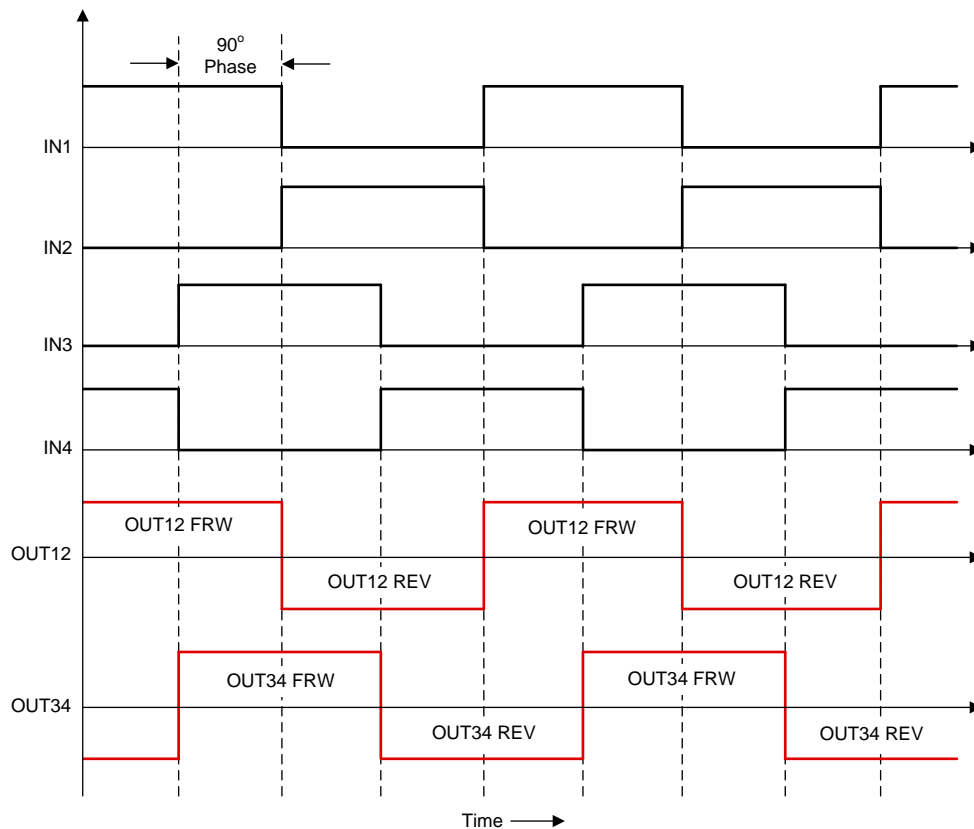 90°
Phase
IN1
IN2
IN3
IN4
OUT12 FRW
OUT12 FRW
OUT12
OUT12 REV
OUT12 REV
OUT34 FRW
OUT34 FRW
OUT34
OUT34 REV
OUT34 REV
Time